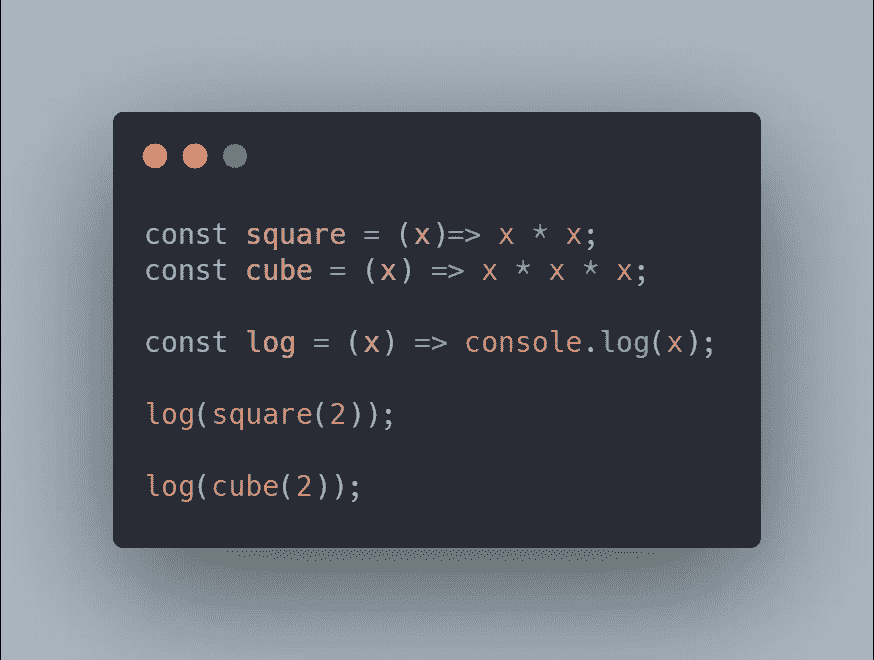 const square = (x)=> x * x;
const cube = (x) => x * x * x;
const log = (x) => console.log(x);
log(square(2));
log(cube(2));